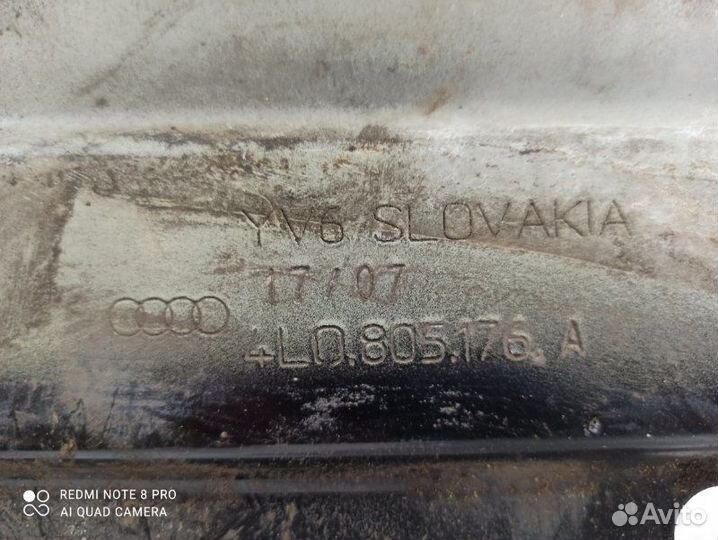 YV6 SLOVAKIA
17/07
4L0.805.176.A
REDMI NOTE 8 PRO
AI QUAD CAMERA
Avito